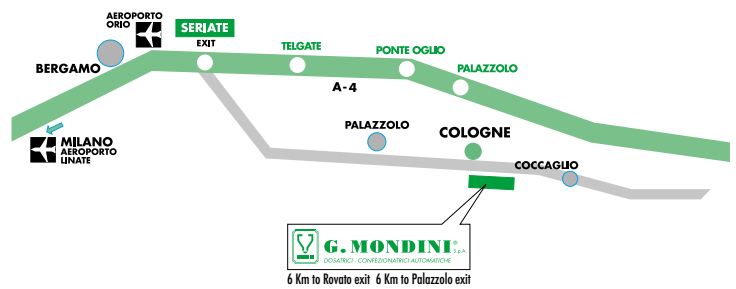 AEROPORTO
ORIO
SERIATE
EXIT
TELGATE
PONTE OGLIO
PALAZZOLO
BERGAMO
A-4
MILANO
AEROPORTO
LINATE
PALAZZOLO
COLOGNE
COCCAGLIO
G. MONDINI® S.p.A.
DOSATRICI - CONFEZIONATRICI AUTOMATICHE
6 Km to Rovato exit 6 Km to Palazzolo exit